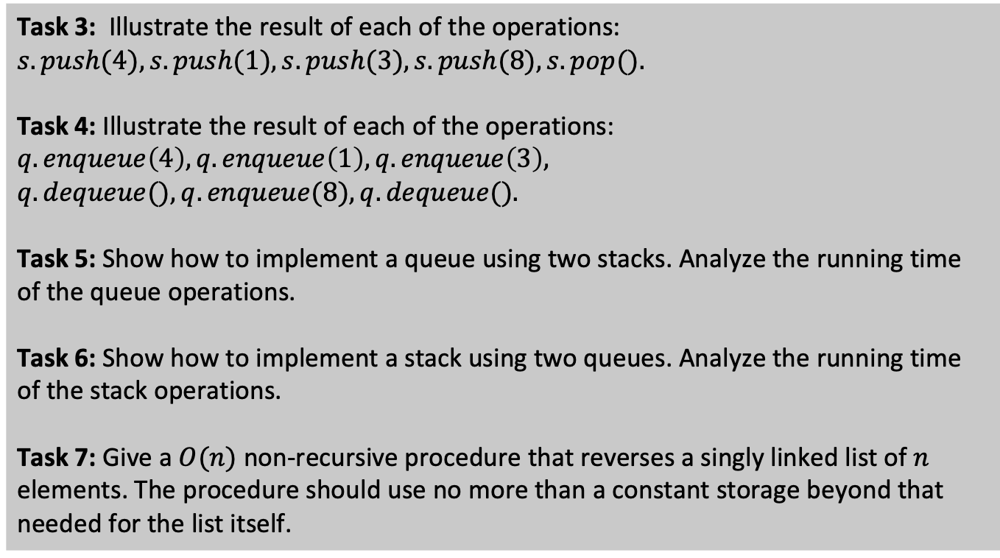 Task 3: Illustrate the result of each of the operations:
s.push(4), s.push(1), s.push(3), s.push(8), s.pop().
Task 4: Illustrate the result of each of the operations:
q.enqueue(4), q.enqueue(1), q.enqueue(3),
q.dequeue(), q.enqueue(8), q.dequeue().
Task 5: Show how to implement a queue using two stacks. Analyze the running time
of the queue operations.
Task 6: Show how to implement a stack using two queues. Analyze the running time
of the stack operations.
Task 7: Give a O(n) non-recursive procedure that reverses a singly linked list of n
elements. The procedure should use no more than a constant storage beyond that
needed for the list itself.